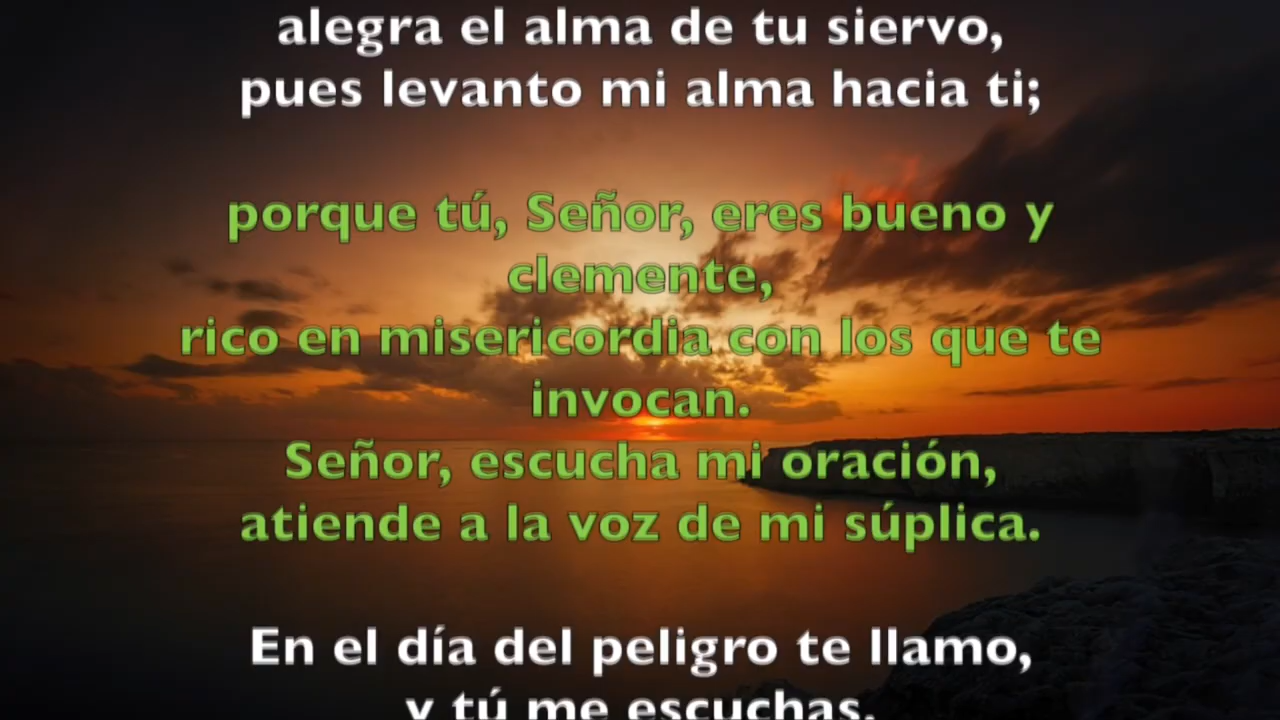 alegra el alma de tu siervo,
pues levanto mi alma hacia ti;
porque tú, Señor, eres bueno y
clemente,
rico en misericordia con los que te
invocan.
Señor, escucha mi oración,
atiende a la voz de mi súplica.
En el día del peligro te llamo,
y tú me escuchas.